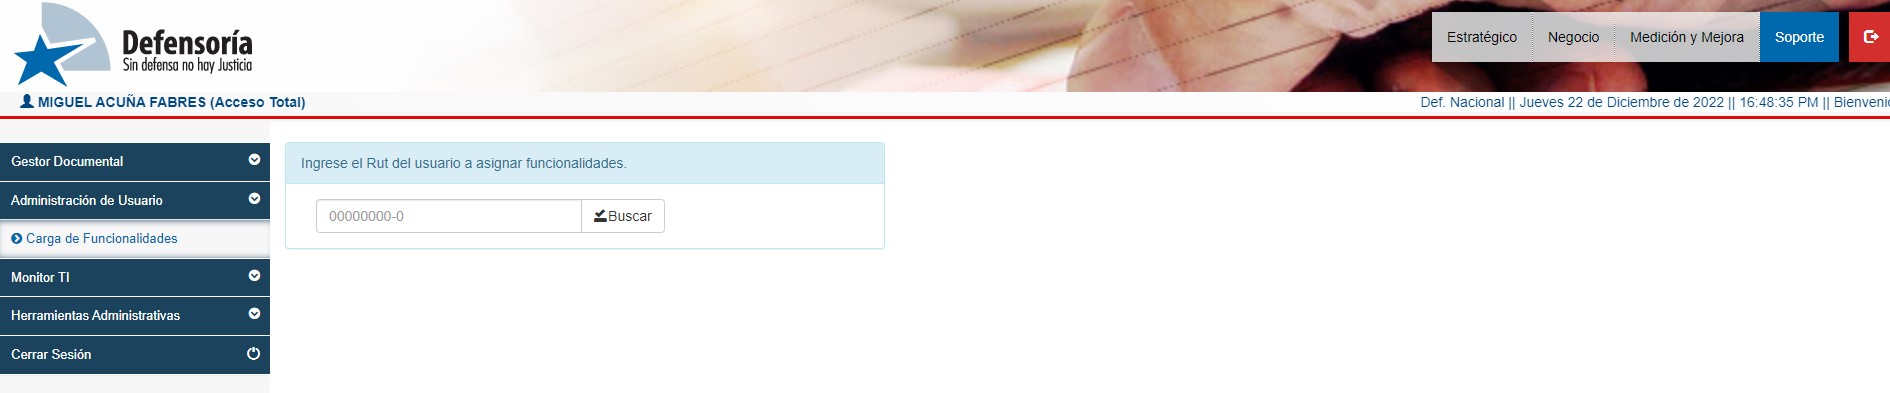 Defensoría
Sin defensa no hay Justicia
Estratégico
Negocio
Medición y Mejora
Soporte
MIGUEL ACUÑA FABRES (Acceso Total)
Def. Nacional || Jueves 22 de Diciembre de 2022 || 16:48:35 PM || Bienveni
Gestor Documental
Administración de Usuario
Carga de Funcionalidades
Monitor TI
Herramientas Administrativas
Cerrar Sesión
Ingrese el Rut del usuario a asignar funcionalidades.
00000000-0
Buscar